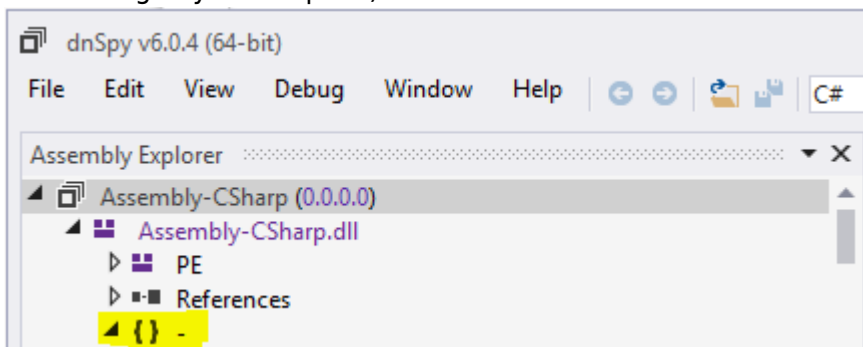 dnSpy v6.0.4 (64-bit)
File Edit View Debug Window Help C#
Assembly Explorer
Assembly-CSharp (0.0.0.0)
Assembly-CSharp.dll
PE
References
{ } -